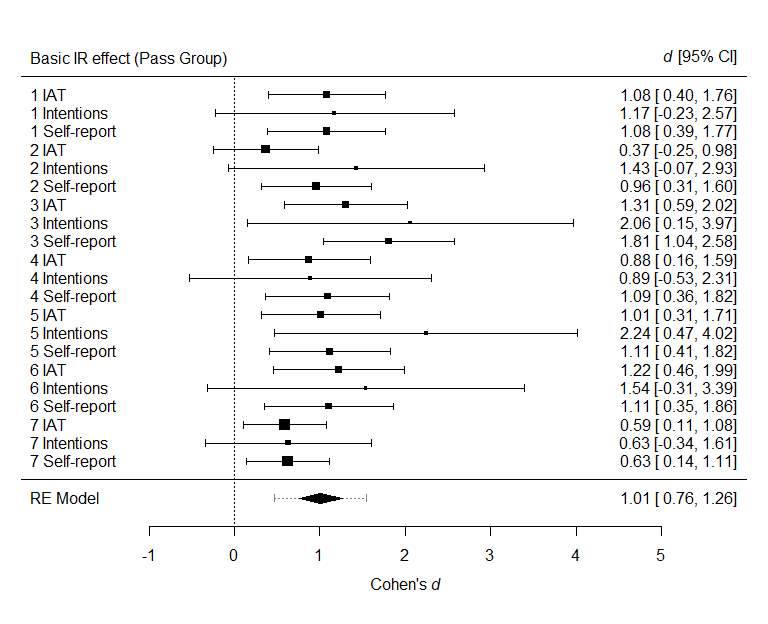 Basic IR effect (Pass Group) d [95% CI]
1 IAT 1.08 [ 0.40, 1.76]
1 Intentions 1.17 [-0.23, 2.57]
1 Self-report 1.08 [ 0.39, 1.77]
2 IAT 0.37 [-0.25, 0.98]
2 Intentions 1.43 [-0.07, 2.93]
2 Self-report 0.96 [ 0.31, 1.60]
3 IAT 1.31 [ 0.59, 2.02]
3 Intentions 2.06 [ 0.15, 3.97]
3 Self-report 1.81 [ 1.04, 2.58]
4 IAT 0.88 [ 0.16, 1.59]
4 Intentions 0.89 [-0.53, 2.31]
4 Self-report 1.09 [ 0.36, 1.82]
5 IAT 1.01 [ 0.31, 1.71]
5 Intentions 2.24 [ 0.47, 4.02]
5 Self-report 1.11 [ 0.41, 1.82]
6 IAT 1.22 [ 0.46, 1.99]
6 Intentions 1.54 [-0.31, 3.39]
6 Self-report 1.11 [ 0.35, 1.86]
7 IAT 0.59 [ 0.11, 1.08]
7 Intentions 0.63 [-0.34, 1.61]
7 Self-report 0.63 [ 0.14, 1.11]
RE Model 1.01 [ 0.76, 1.26]
-1 0 1 2 3 4 5
Cohen's d